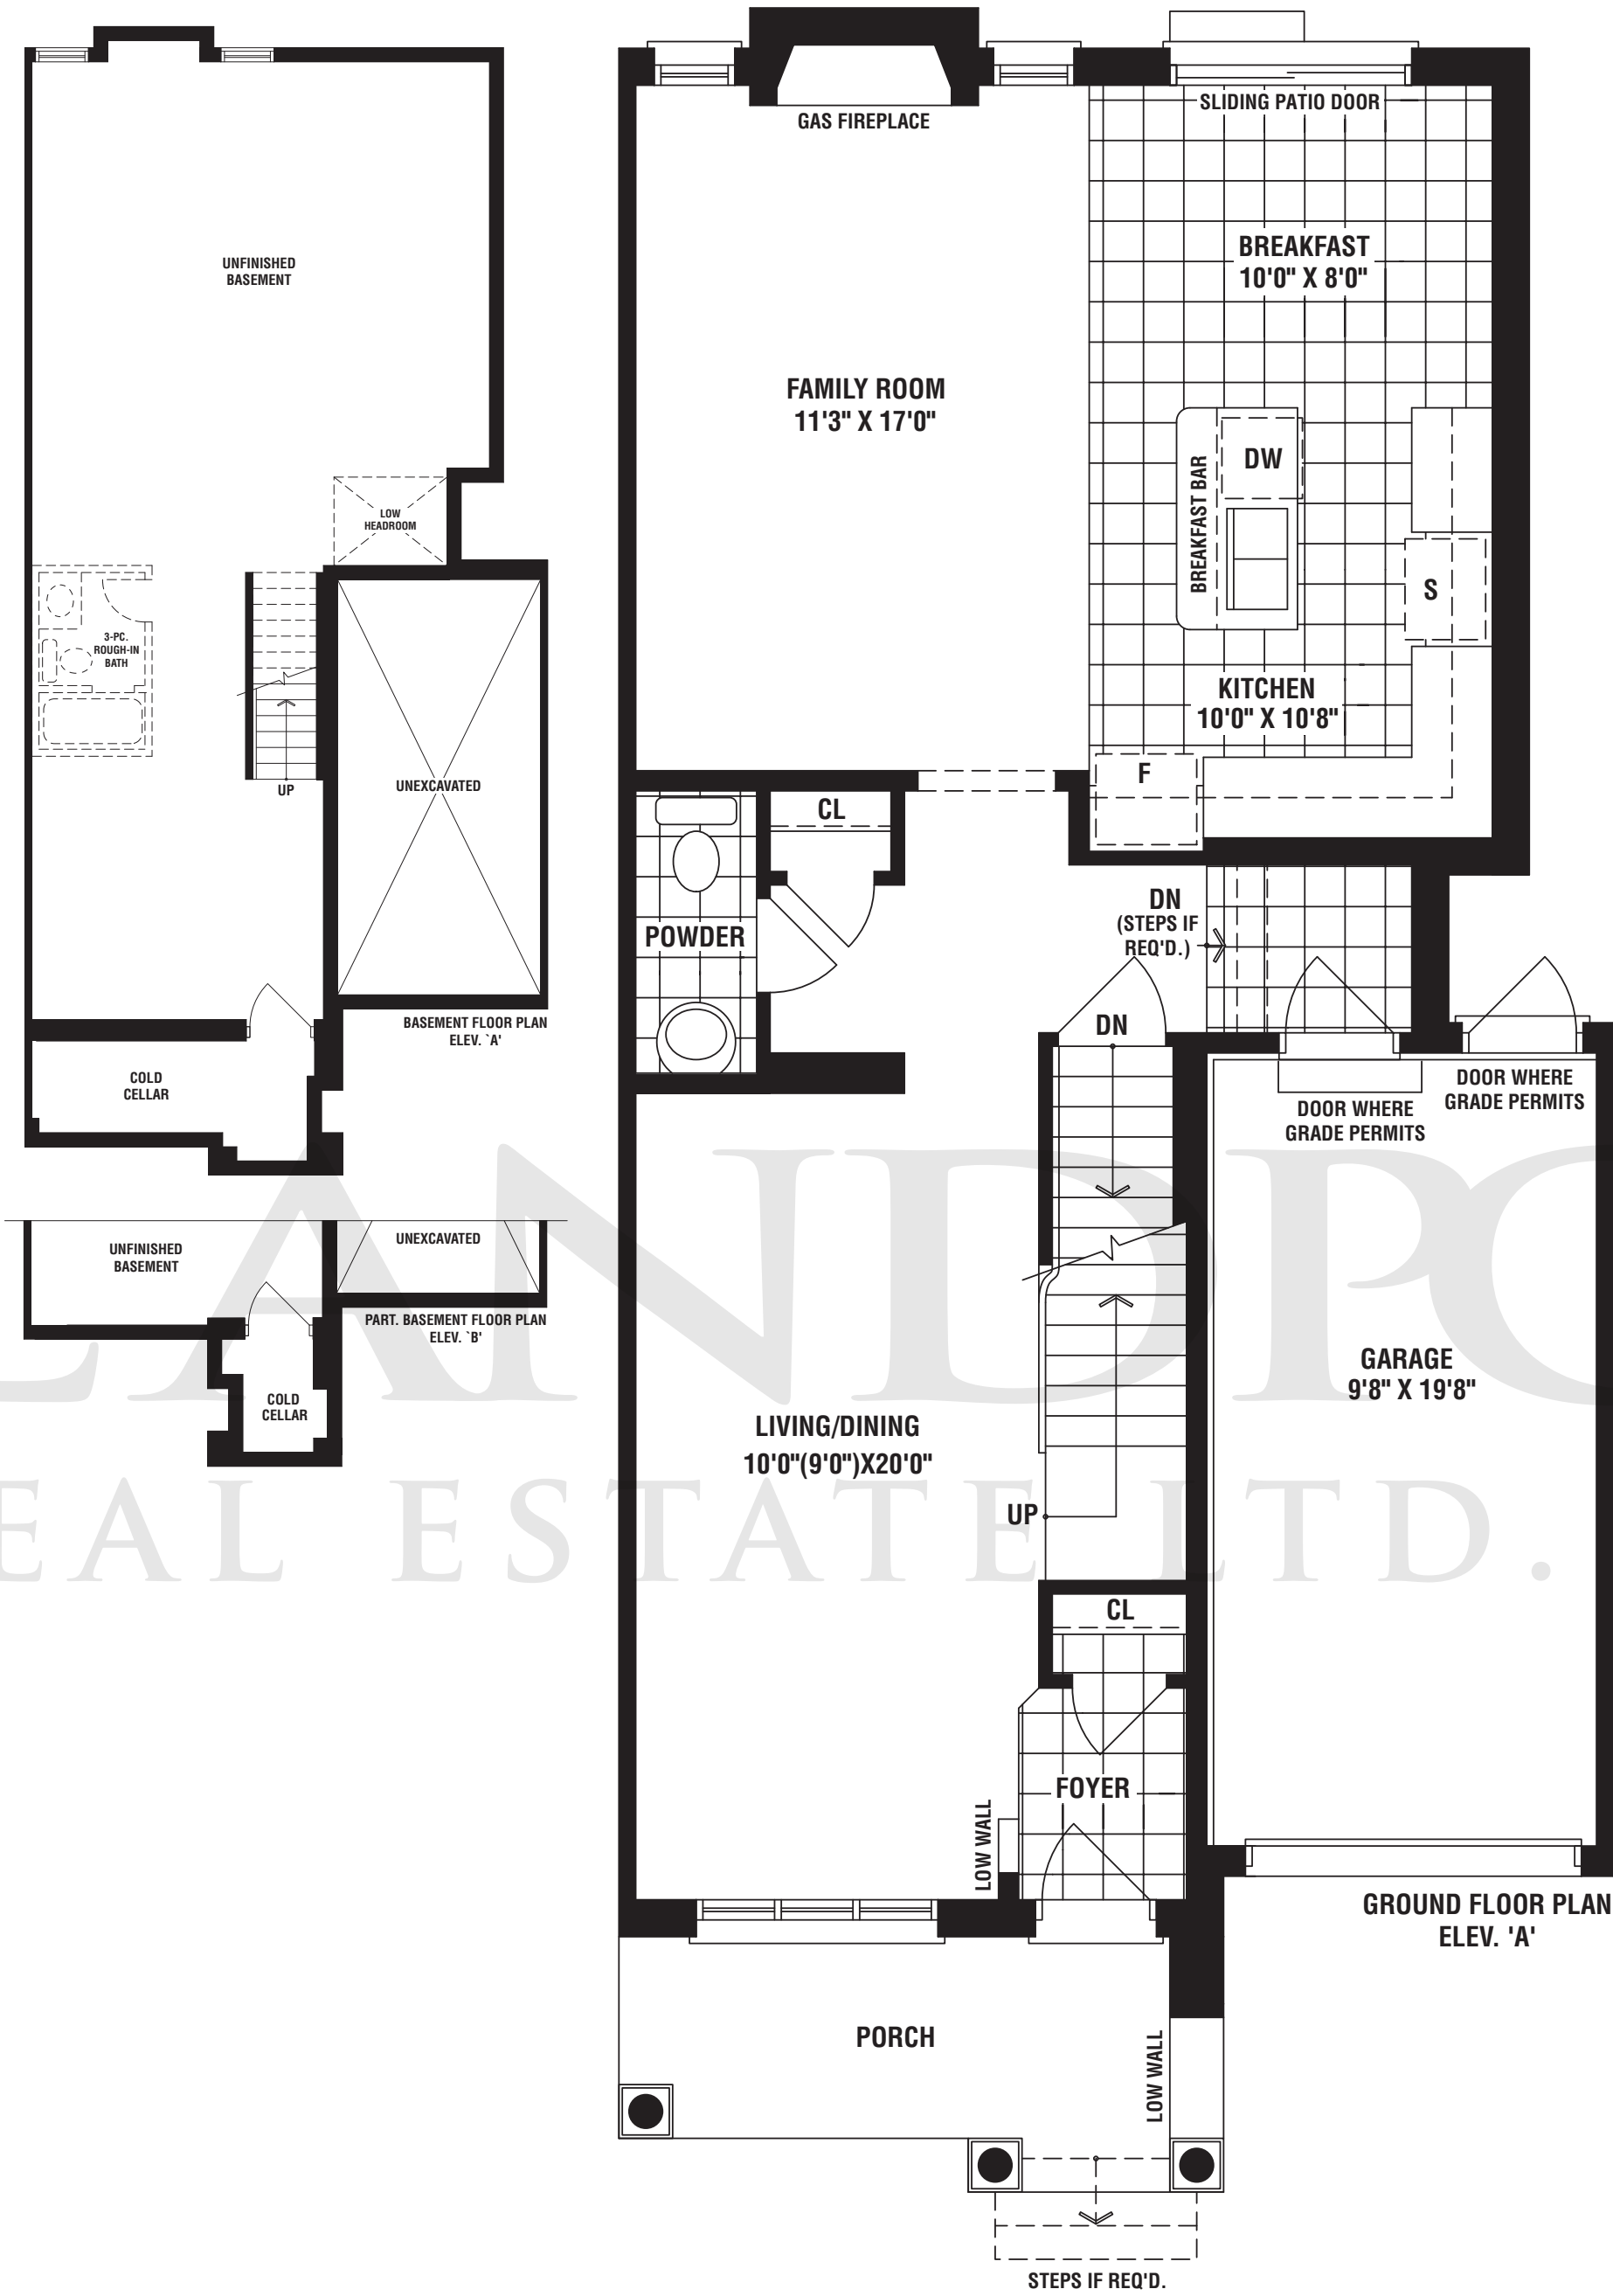 UNFINISHED
BASEMENT
LOW
HEADROOM
3-PC.
ROUGH-IN
BATH
UP
UNEXCAVATED
BASEMENT FLOOR PLAN
ELEV. `A'
COLD
CELLAR
UNFINISHED
BASEMENT
UNEXCAVATED
PART. BASEMENT FLOOR PLAN
ELEV. `B'
COLD
CELLAR
GAS FIREPLACE
SLIDING PATIO DOOR
BREAKFAST
10'0" X 8'0"
FAMILY ROOM
11'3" X 17'0"
BREAKFAST BAR
DW
S
KITCHEN
10'0" X 10'8"
F
CL
POWDER
DN
(STEPS IF
REQ'D.)
DN
DOOR WHERE
GRADE PERMITS
DOOR WHERE
GRADE PERMITS
GARAGE
9'8" X 19'8"
LIVING/DINING
10'0"(9'0")X20'0"
UP
CL
FOYER
LOW WALL
GROUND FLOOR PLAN
ELEV. 'A'
PORCH
LOW WALL
STEPS IF REQ'D.
LANDPO
EAL ESTATE LTD.